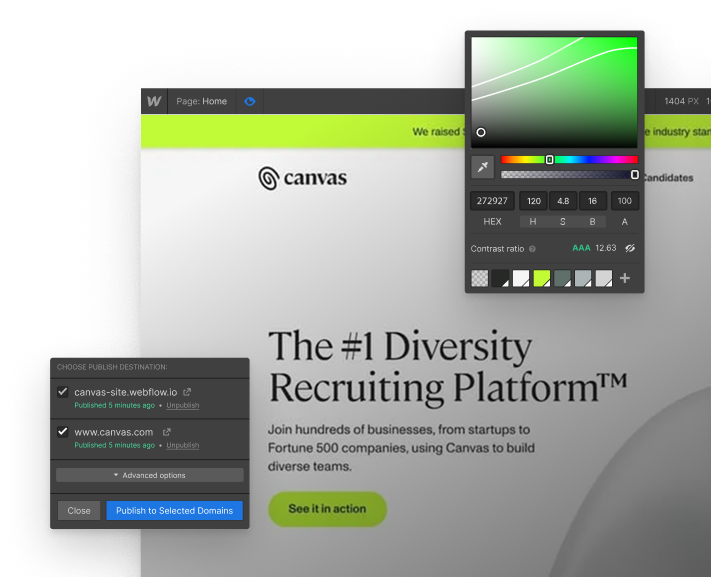 Page: Home
1404 PX
We raised
e industry star
canvas
Candidates
272927
120
4.8
16
100
HEX
H
S
B
A
Contrast ratio
AAA 12.63
The #1 Diversity
Recruiting Platform™
Join hundreds of businesses, from startups to
Fortune 500 companies, using Canvas to build
diverse teams.
See it in action
CHOOSE PUBLISH DESTINATION:
canvas-site.webflow.io
Published 5 minutes ago • Unpublish
www.canvas.com
Published 5 minutes ago • Unpublish
Advanced options
Close
Publish to Selected Domains